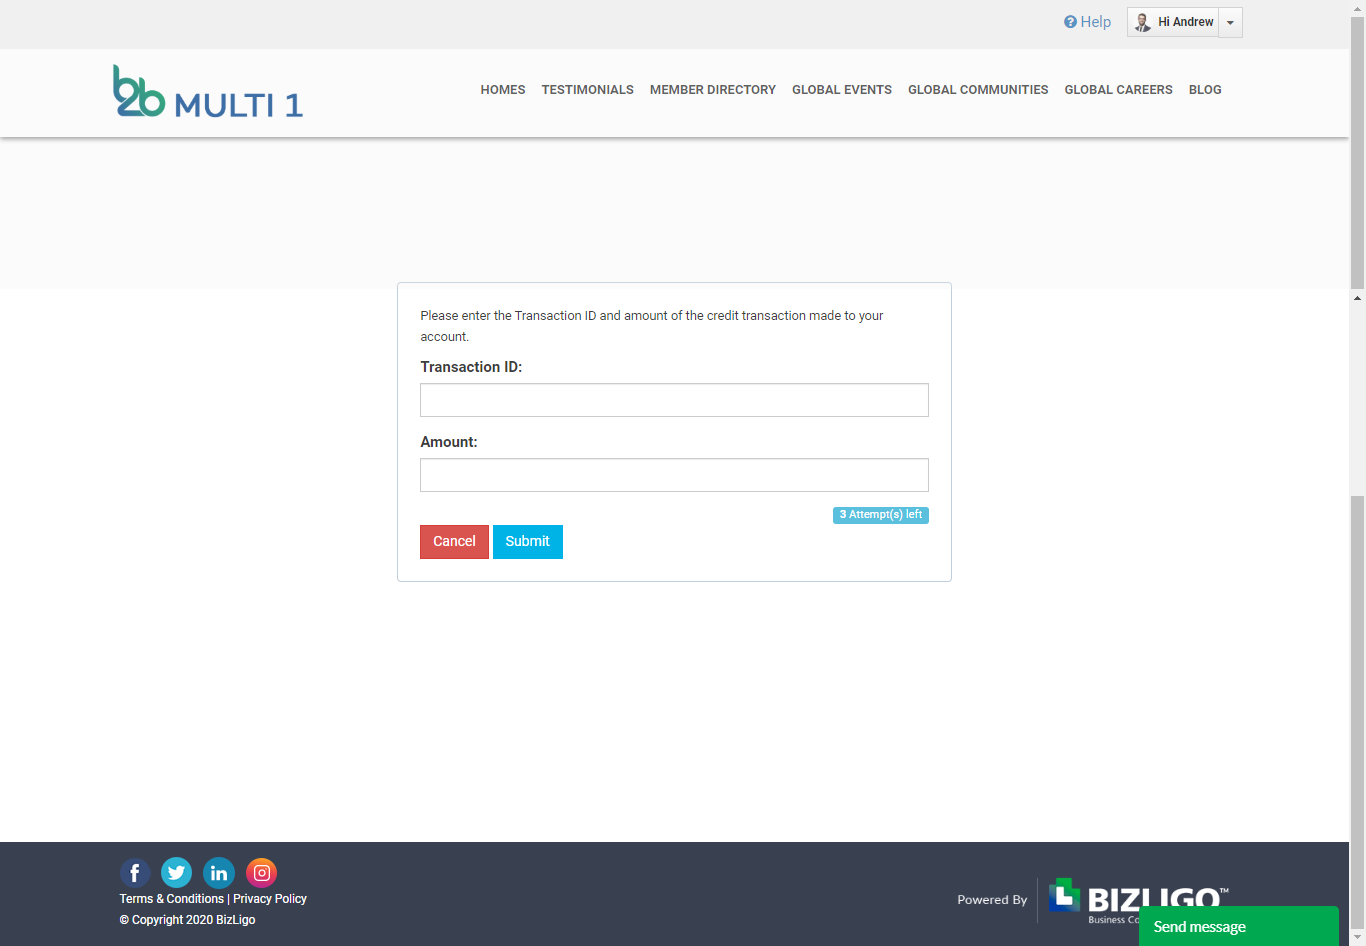 Help
Hi Andrew
b2b MULTI 1
HOMES TESTIMONIALS MEMBER DIRECTORY GLOBAL EVENTS GLOBAL COMMUNITIES GLOBAL CAREERS BLOG
Please enter the Transaction ID and amount of the credit transaction made to your
account.
Transaction ID:
Amount:
3 Attempt(s) left
Cancel Submit
Terms & Conditions | Privacy Policy
© Copyright 2020 BizLigo
Powered By
BIZLIGO™
Business
Send message